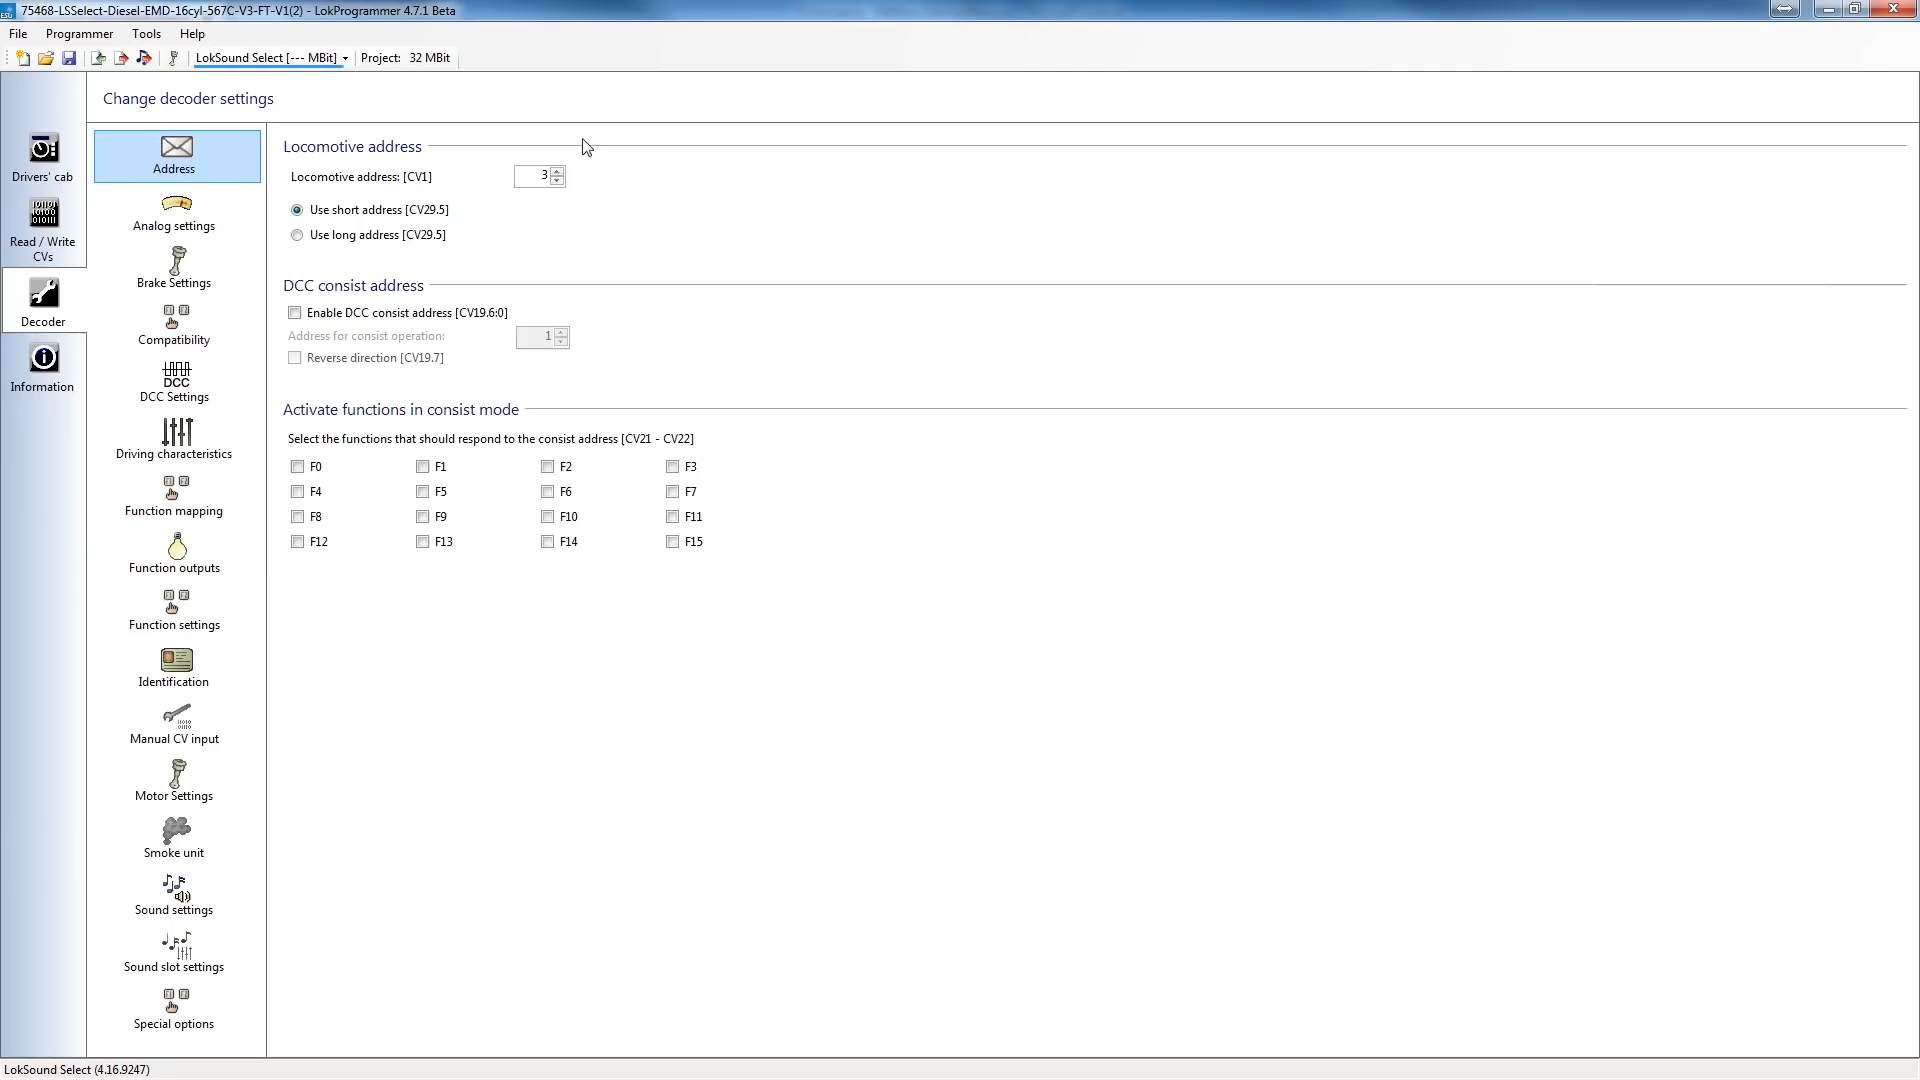 75468-LSSelect-Diesel-EMD-16cyl-567C-V3-FT-V1(2) - LokProgrammer 4.7.1 Beta
File Programmer Tools Help
LokSound Select [--- MBit] Project: 32 MBit
Change decoder settings
Drivers' cab
Read / Write
CVs
Decoder
Information
Address
Analog settings
Brake Settings
Compatibility
DCC
DCC Settings
Driving characteristics
Function mapping
Function outputs
Function settings
Identification
Manual CV input
Motor Settings
Smoke unit
Sound settings
Sound slot settings
Special options
Locomotive address
Locomotive address: [CV1] 3
Use short address [CV29.5]
Use long address [CV29.5]
DCC consist address
Enable DCC consist address [CV19.6:0]
Address for consist operation: 1
Reverse direction [CV19.7]
Activate functions in consist mode
Select the functions that should respond to the consist address [CV21 - CV22]
F0 F1 F2 F3
F4 F5 F6 F7
F8 F9 F10 F11
F12 F13 F14 F15
LokSound Select (4.16.9247)